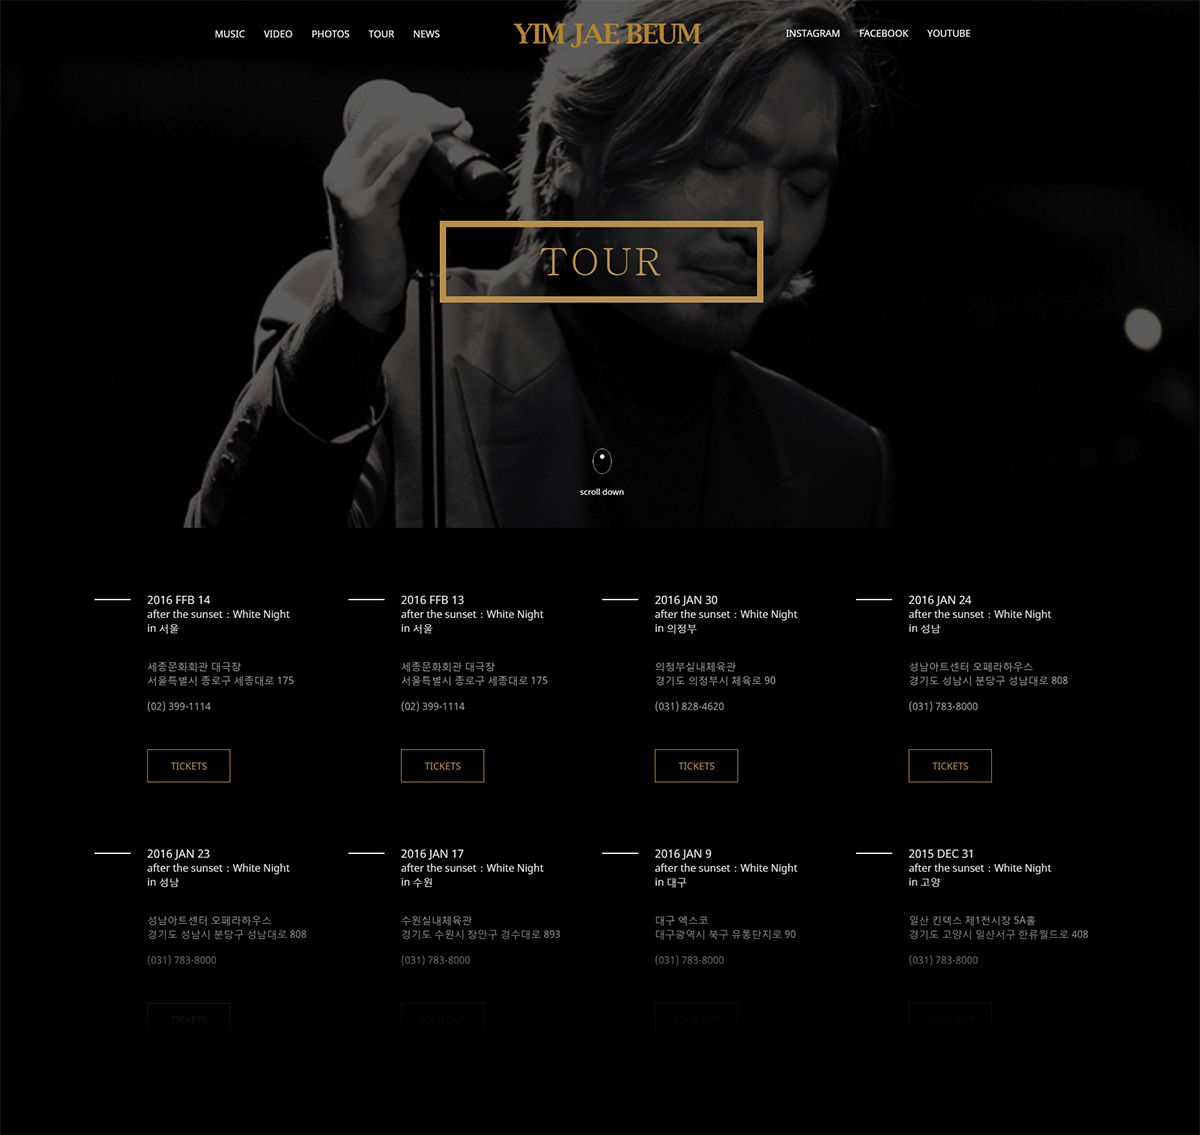 MUSIC VIDEO PHOTOS TOUR NEWS YIM JAE BEUM INSTAGRAM FACEBOOK YOUTUBE
TOUR
scroll down
2016 FFB 14
after the sunset : White Night
in 서울
세종문화회관 대극장
서울특별시 종로구 세종대로 175
(02) 399-1114
TICKETS
2016 FFB 13
after the sunset : White Night
in 서울
세종문화회관 대극장
서울특별시 종로구 세종대로 175
(02) 399-1114
TICKETS
2016 JAN 30
after the sunset : White Night
in 의정부
의정부실내체육관
경기도 의정부시 체육로 90
(031) 828-4620
TICKETS
2016 JAN 24
after the sunset : White Night
in 성남
성남아트센터 오페라하우스
경기도 성남시 분당구 성남대로 808
(031) 783-8000
TICKETS
2016 JAN 23
after the sunset : White Night
in 성남
성남아트센터 오페라하우스
경기도 성남시 분당구 성남대로 808
(031) 783-8000
TICKETS
2016 JAN 17
after the sunset : White Night
in 수원
수원실내체육관
경기도 수원시 장안구 경수대로 893
(031) 783-8000
SOLD OUT
2016 JAN 9
after the sunset : White Night
in 대구
대구 엑스코
대구광역시 북구 유통단지로 90
(031) 783-8000
SOLD OUT
2015 DEC 31
after the sunset : White Night
in 고양
일산 킨텍스 제1전시장 5A홀
경기도 고양시 일산서구 한류월드로 408
(031) 783-8000
SOLD OUT